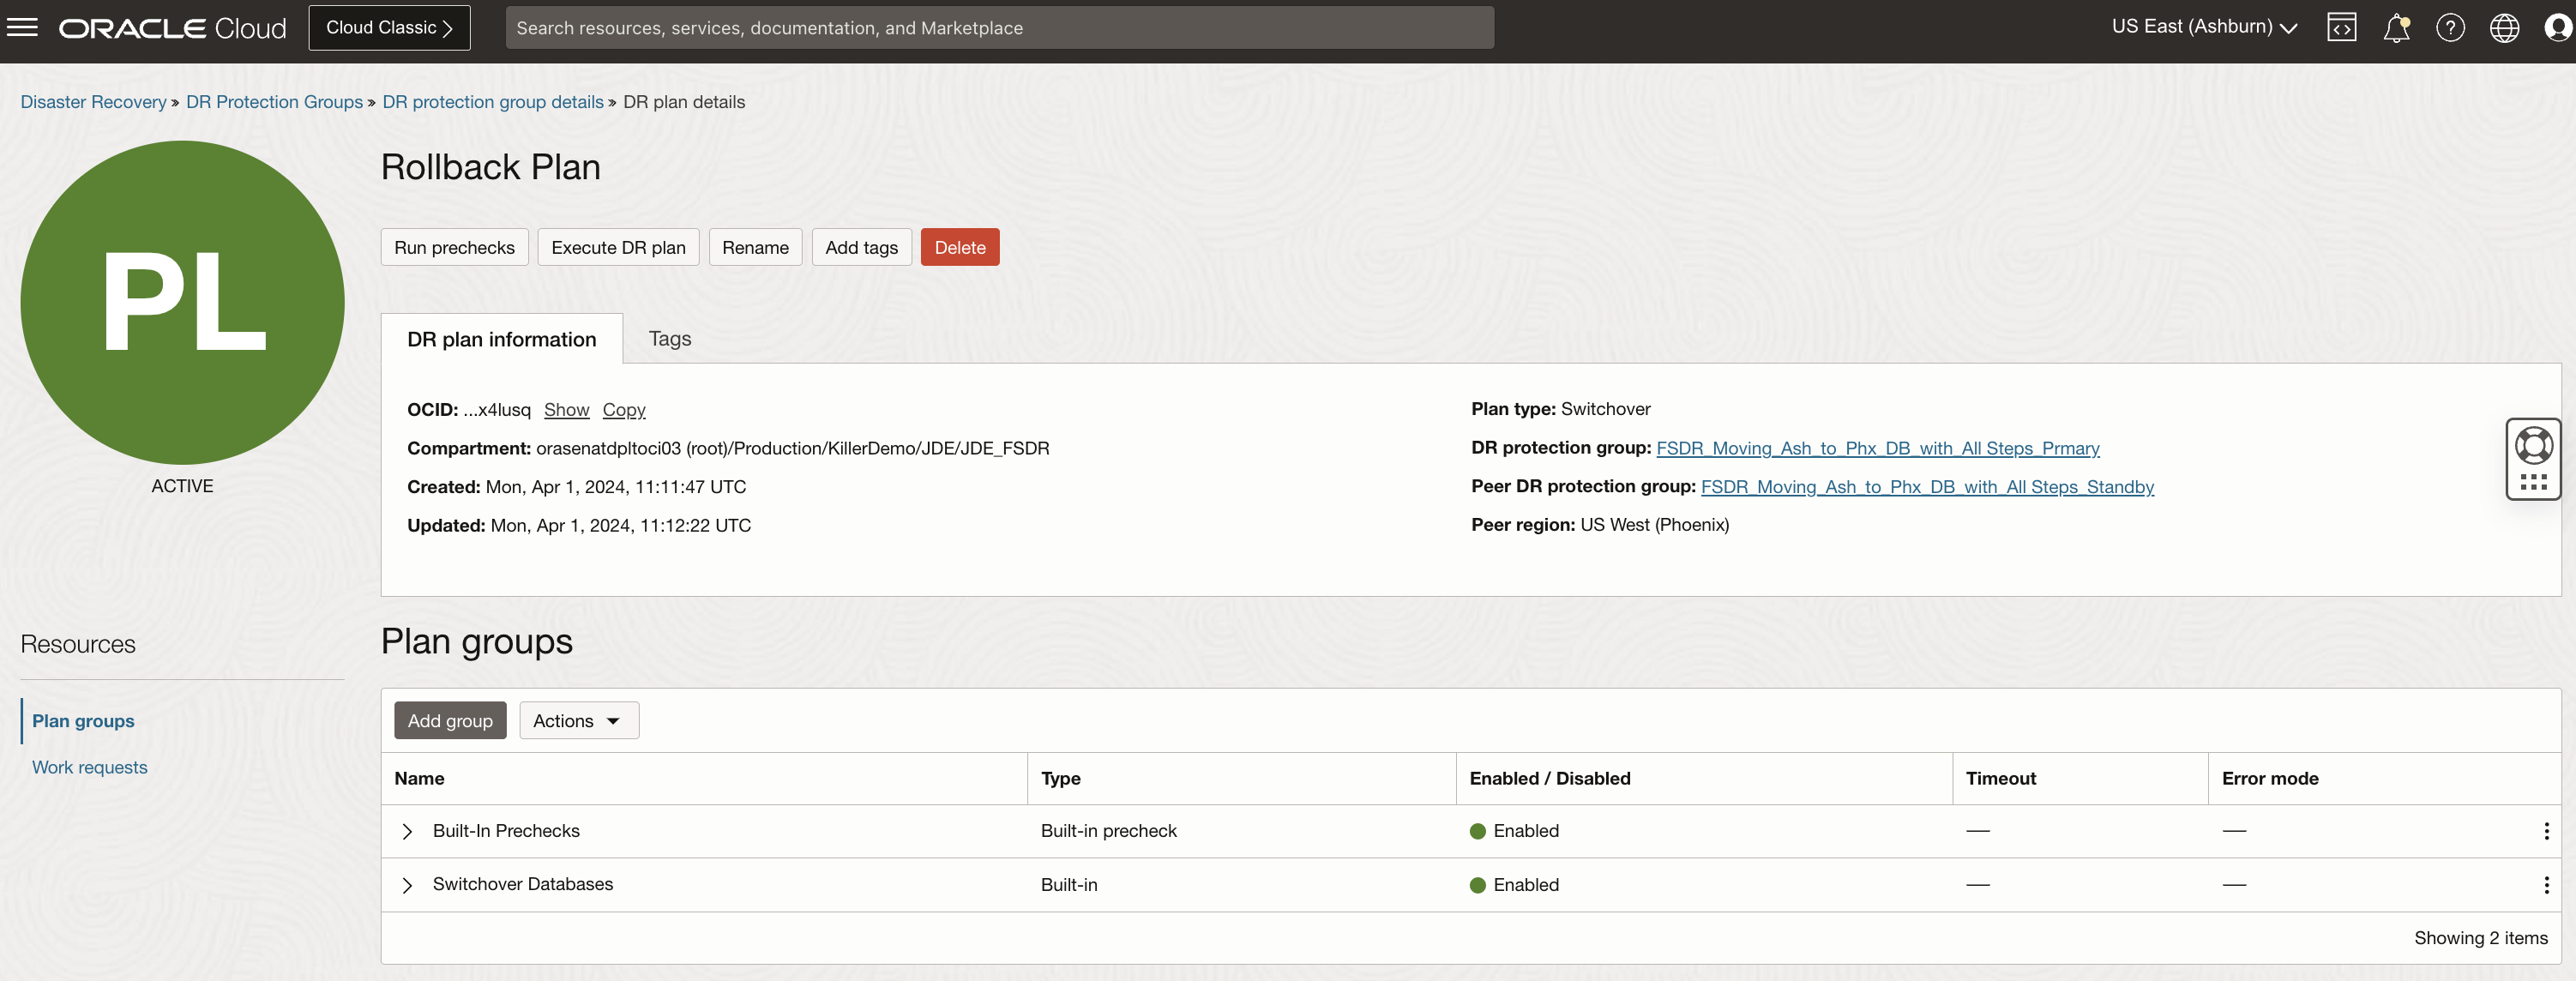 ORACLE Cloud
Cloud Classic
Search resources, services, documentation, and Marketplace
US East (Ashburn)
Disaster Recovery » DR Protection Groups » DR protection group details » DR plan details
PL
ACTIVE
Rollback Plan
Run prechecks
Execute DR plan
Rename
Add tags
Delete
DR plan information
Tags
OCID: ...x4lusq Show Copy
Compartment: orasenatdpltoci03 (root)/Production/KillerDemo/JDE/JDE_FSDR
Created: Mon, Apr 1, 2024, 11:11:47 UTC
Updated: Mon, Apr 1, 2024, 11:12:22 UTC
Plan type: Switchover
DR protection group: FSDR_Moving_Ash_to_Phx_DB_with_All Steps_Prmary
Peer DR protection group: FSDR_Moving_Ash_to_Phx_DB_with_All Steps_Standby
Peer region: US West (Phoenix)
Resources
Plan groups
Work requests
Plan groups
Add group
Actions
Name Type Enabled / Disabled Timeout Error mode
Built-In Prechecks Built-in precheck Enabled — —
Switchover Databases Built-in Enabled — —
Showing 2 items